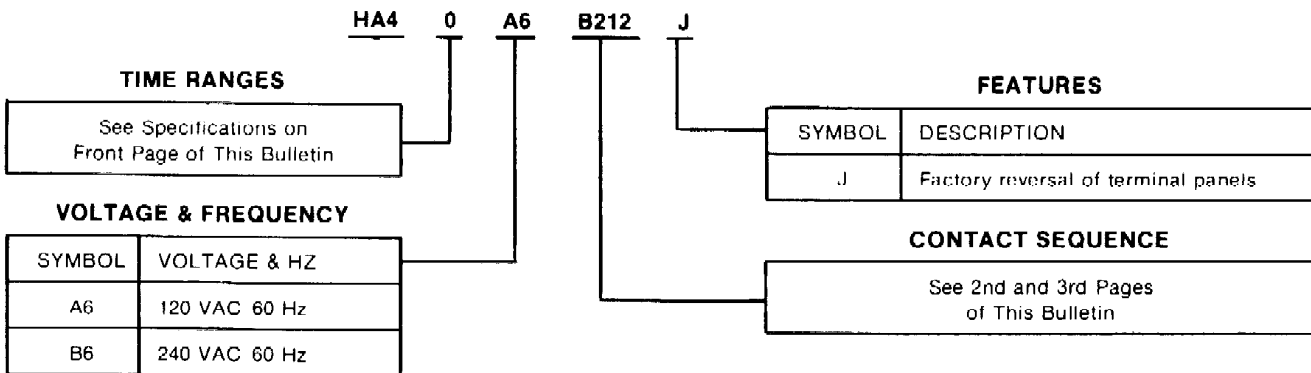 HA4 0 A6 B212 J
TIME RANGES
See Specifications on
Front Page of This Bulletin
VOLTAGE & FREQUENCY
SYMBOL VOLTAGE & HZ
A6 120 VAC 60 Hz
B6 240 VAC 60 Hz
FEATURES
SYMBOL DESCRIPTION
J Factory reversal of terminal panels
CONTACT SEQUENCE
See 2nd and 3rd Pages
of This Bulletin